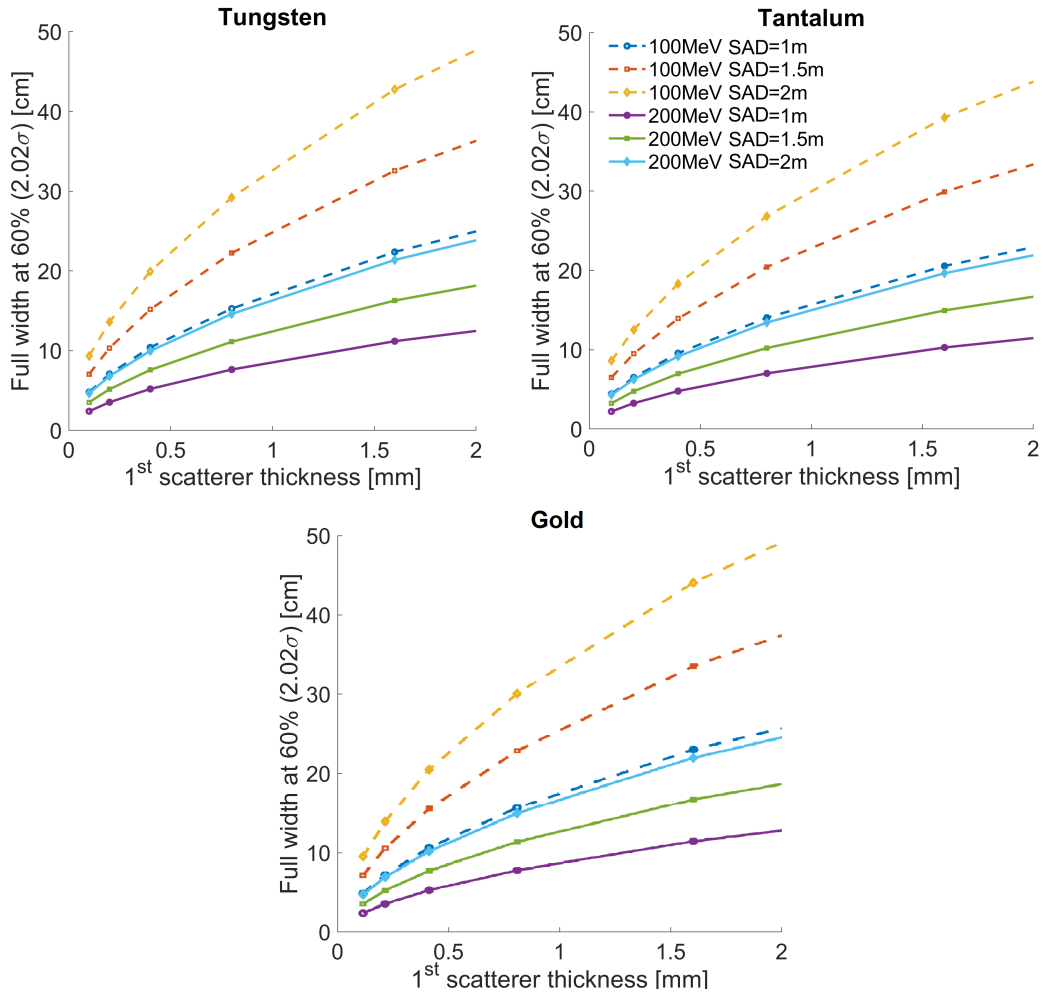 Tungsten
50
40
30
20
10
0
Full width at 60% (2.02σ) [cm]
0 0.5 1 1.5 2
1st scatterer thickness [mm]
Tantalum
50
40
30
20
10
0
Full width at 60% (2.02σ) [cm]
100MeV SAD=1m
100MeV SAD=1.5m
100MeV SAD=2m
200MeV SAD=1m
200MeV SAD=1.5m
200MeV SAD=2m
0 0.5 1 1.5 2
1st scatterer thickness [mm]
Gold
50
40
30
20
10
0
Full width at 60% (2.02σ) [cm]
0 0.5 1 1.5 2
1st scatterer thickness [mm]